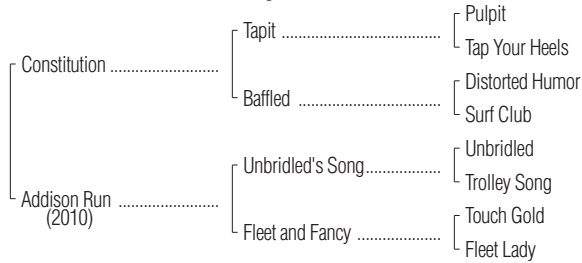 Pulpit
Tapit
Tap Your Heels
Constitution
Distorted Humor
Baffled
Surf Club
Unbridled
Unbridled's Song
Trolley Song
Addison Run
(2010)
Touch Gold
Fleet and Fancy
Fleet Lady